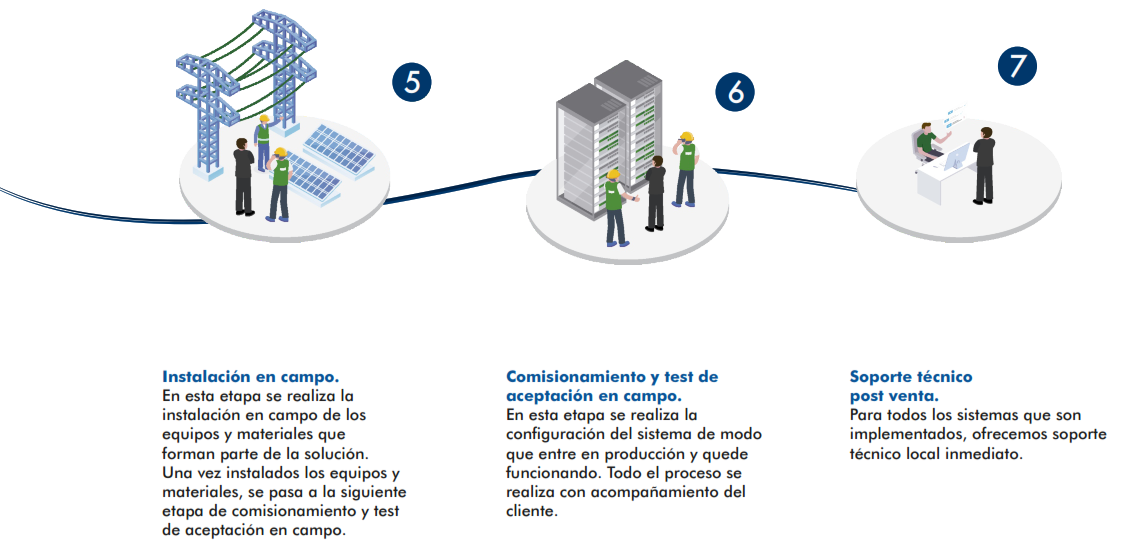 5
6
7
Instalación en campo.
En esta etapa se realiza la
instalación en campo de los
equipos y materiales que
forman parte de la solución.
Una vez instalados los equipos y
materiales, se pasa a la siguiente
etapa de comisionamiento y test
de aceptación en campo.
Comisionamiento y test de
aceptación en campo.
En esta etapa se realiza la
configuración del sistema de modo
que entre en producción y quede
funcionando. Todo el proceso se
realiza con acompañamiento del
cliente.
Soporte técnico
post venta.
Para todos los sistemas que son
implementados, ofrecemos soporte
técnico local inmediato.